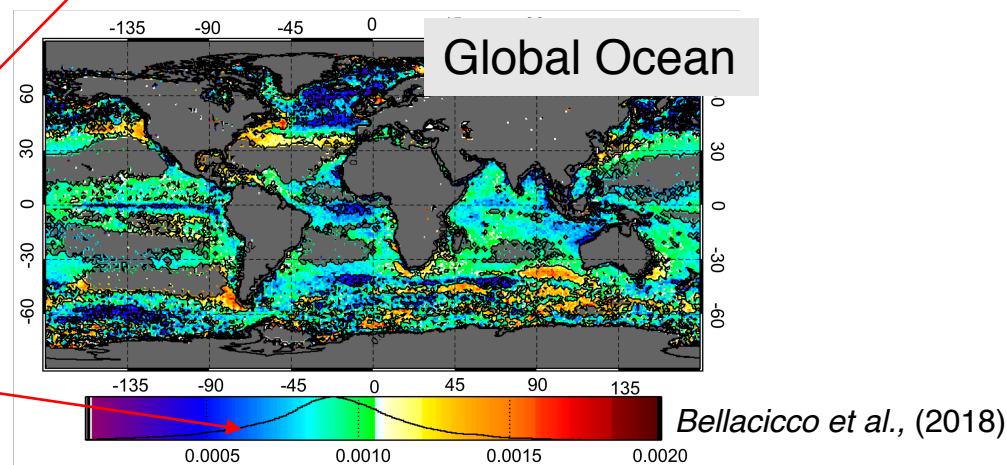 -135 -90 -45 0
Global Ocean
60 30 0 -30 -60
30 0 -30 -60
-135 -90 -45 0 45 90 135
0.0005 0.0010 0.0015 0.0020
Bellacicco et al., (2018)